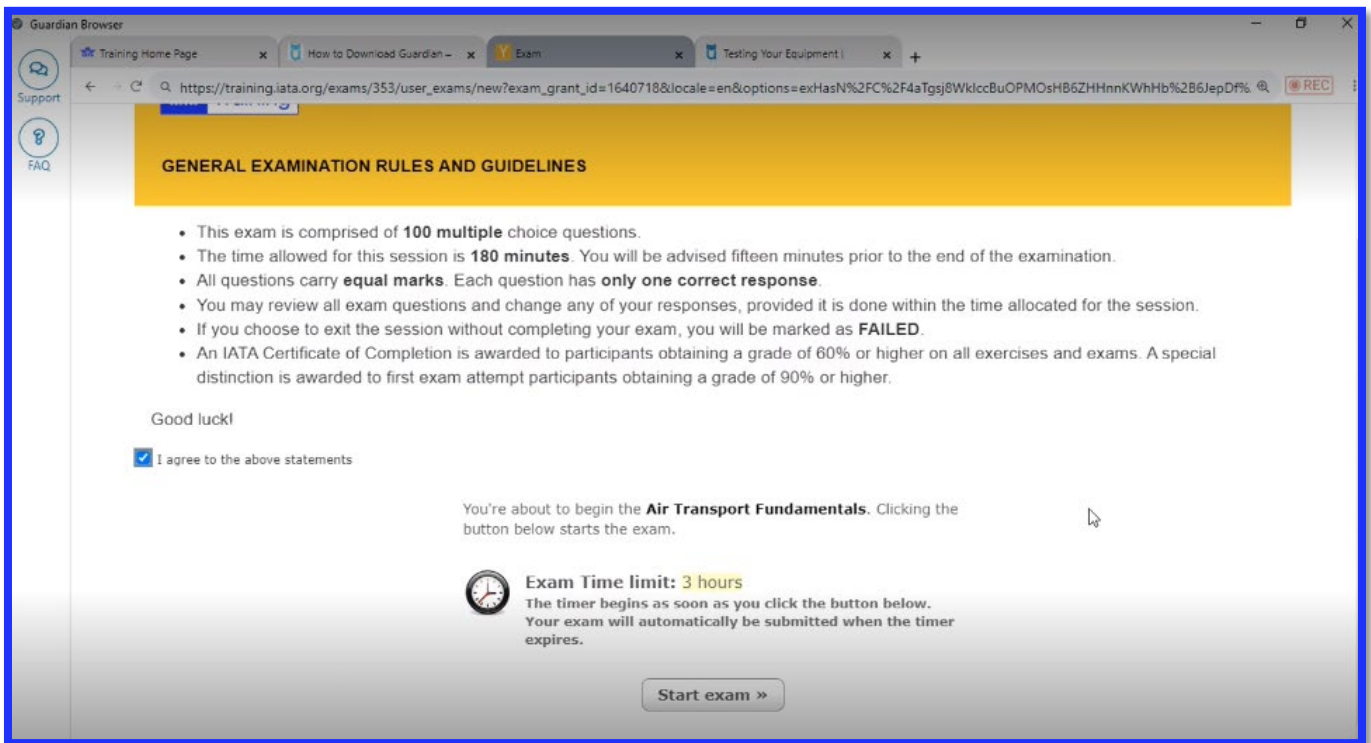 Guardian Browser
Training Home Page
How to Download Guardian –
Exam
Testing Your Equipment |
https://training.iata.org/exams/353/user_exams/new?exam_grant_id=1640718&locale=en&options=exHasN%2FC%2F4aTgsj8WklccBuOPMOsHB6ZHHnnKWhHb%2B6JepDf%
REC
Support
FAQ
Training
GENERAL EXAMINATION RULES AND GUIDELINES
• This exam is comprised of 100 multiple choice questions.
• The time allowed for this session is 180 minutes. You will be advised fifteen minutes prior to the end of the examination.
• All questions carry equal marks. Each question has only one correct response.
• You may review all exam questions and change any of your responses, provided it is done within the time allocated for the session.
• If you choose to exit the session without completing your exam, you will be marked as FAILED.
• An IATA Certificate of Completion is awarded to participants obtaining a grade of 60% or higher on all exercises and exams. A special
distinction is awarded to first exam attempt participants obtaining a grade of 90% or higher.
Good luck!
I agree to the above statements
You're about to begin the Air Transport Fundamentals. Clicking the
button below starts the exam.
Exam Time limit: 3 hours
The timer begins as soon as you click the button below.
Your exam will automatically be submitted when the timer
expires.
Start exam »